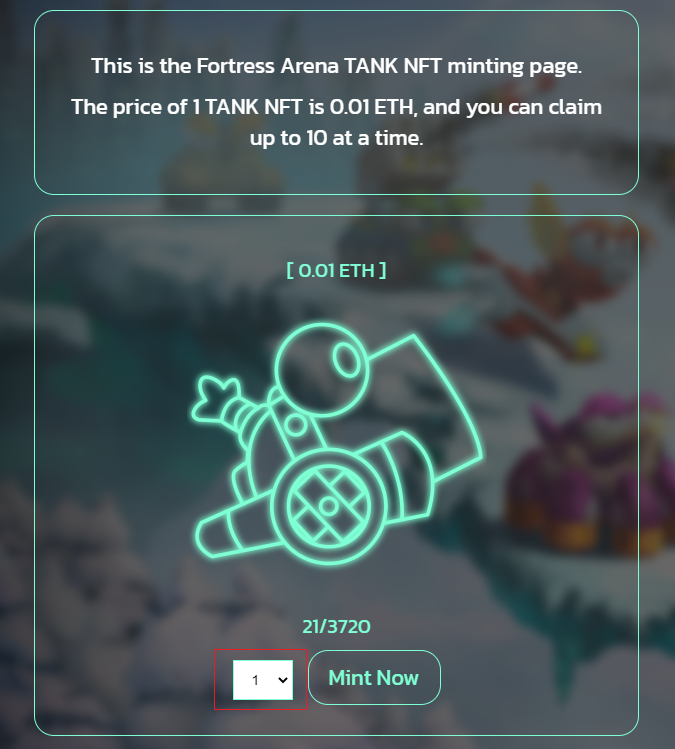 This is the Fortress Arena TANK NFT minting page.
The price of 1 TANK NFT is 0.01 ETH, and you can claim
up to 10 at a time.
[ 0.01 ETH ]
21/3720
1
Mint Now